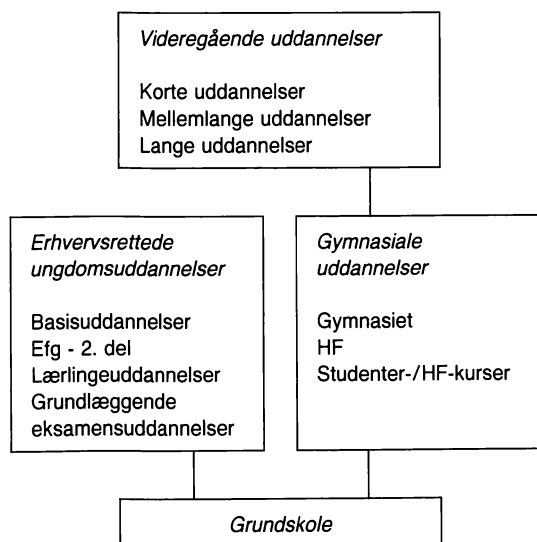 Videregående uddannelser
Korte uddannelser
Mellemlange uddannelser
Lange uddannelser
Erhvervsrettede
ungdomsuddannelser
Basisuddannelser
Efg - 2. del
Lærlingeuddannelser
Grundlæggende
eksamensuddannelser
Gymnasiale
uddannelser
Gymnasiet
HF
Studenter-/HF-kurser
Grundskole